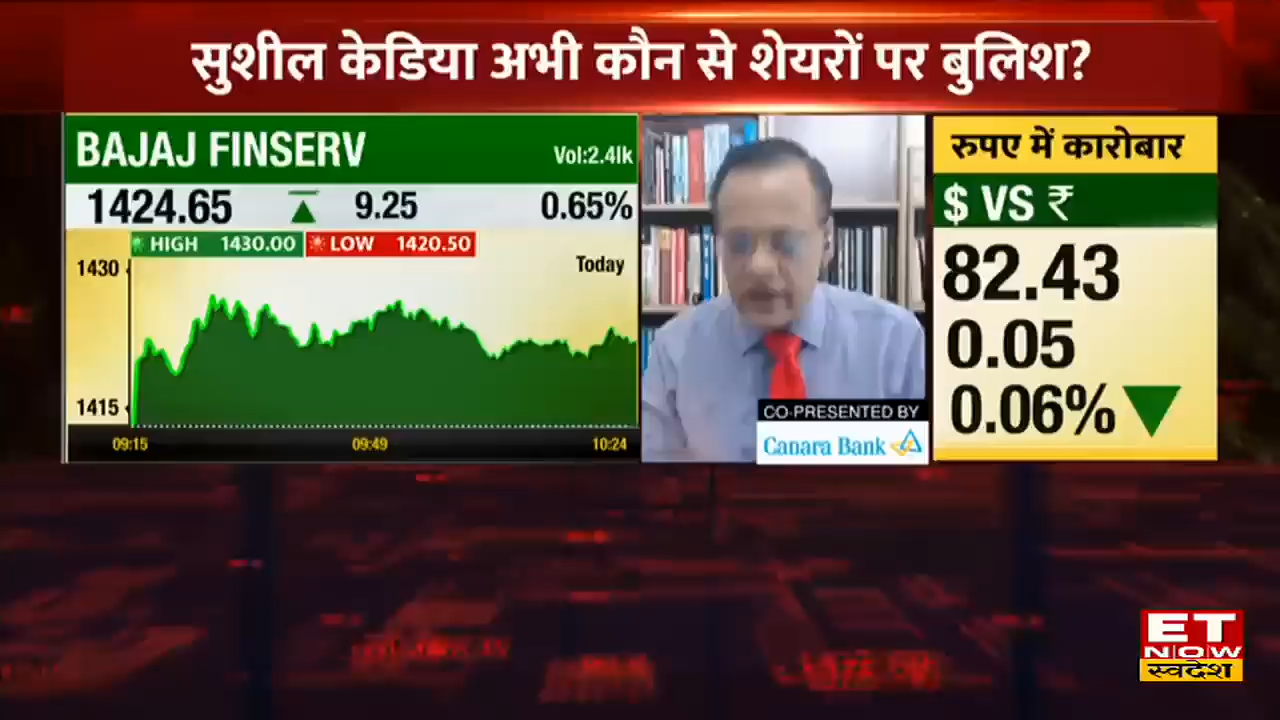 सुशील केडिया अभी कौन से शेयरों पर बुलिश?
BAJAJ FINSERV Vol:2.4lk
1424.65 9.25 0.65%
HIGH 1430.00 LOW 1420.50
1430 Today
1415
09:15 09:49 10:24
CO-PRESENTED BY
Canara Bank
रुपए में कारोबार
$ VS ₹
82.43
0.05
0.06%
ET
NOW
स्वदेश